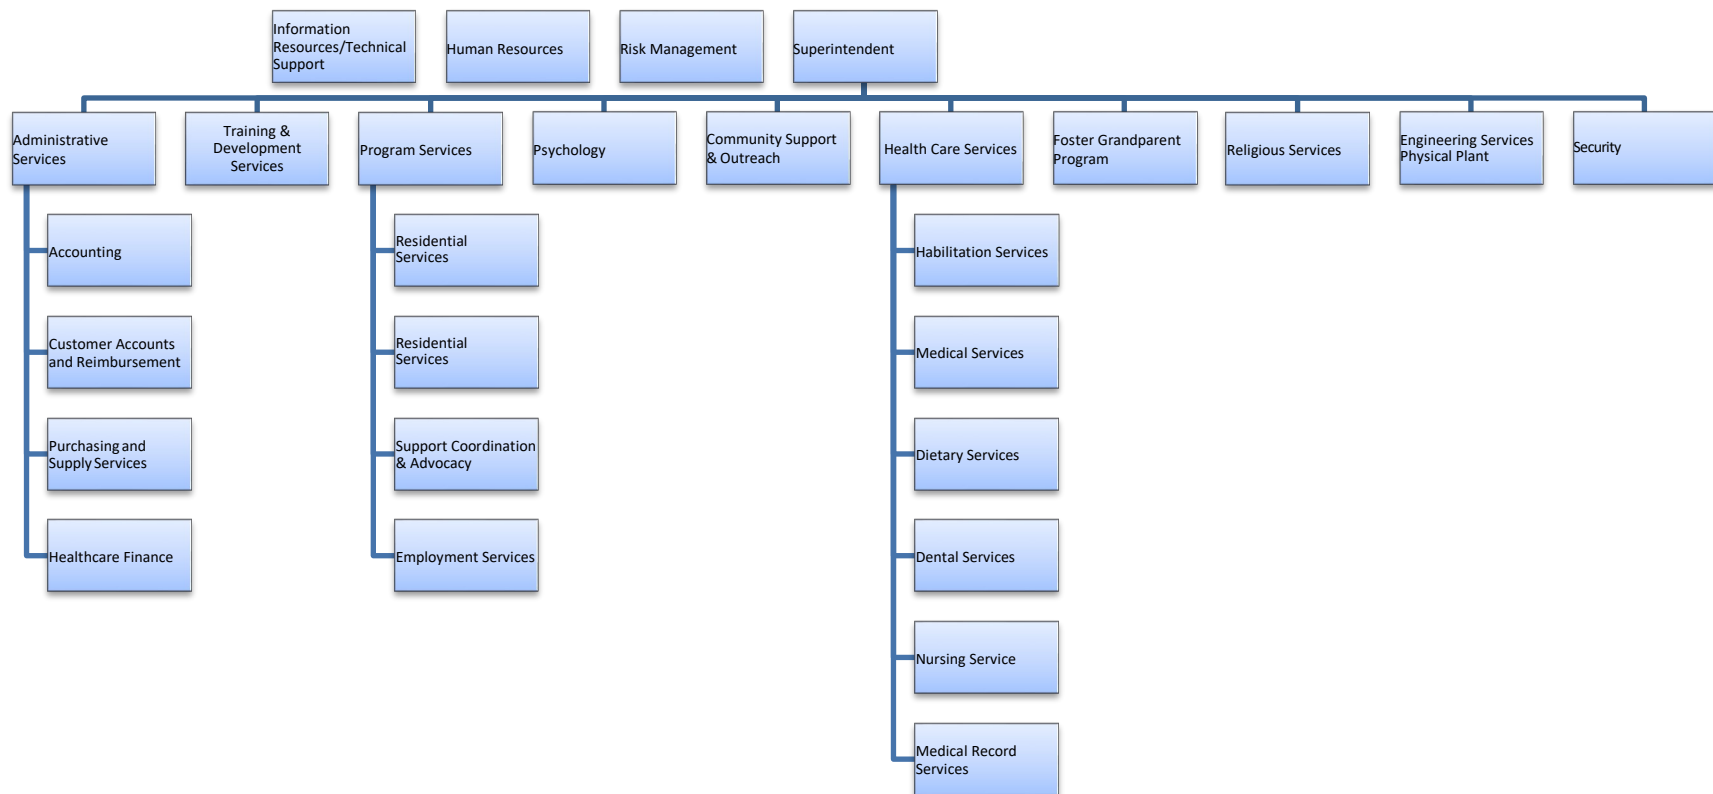 Information
Resources/Technical
Support
Human Resources
Risk Management
Superintendent
Administrative
Services
Training &
Development
Services
Program Services
Psychology
Community Support
& Outreach
Health Care Services
Foster Grandparent
Program
Religious Services
Engineering Services
Physical Plant
Security
Accounting
Customer Accounts
and Reimbursement
Purchasing and
Supply Services
Healthcare Finance
Residential
Services
Residential
Services
Support Coordination
& Advocacy
Employment Services
Habilitation Services
Medical Services
Dietary Services
Dental Services
Nursing Service
Medical Record
Services